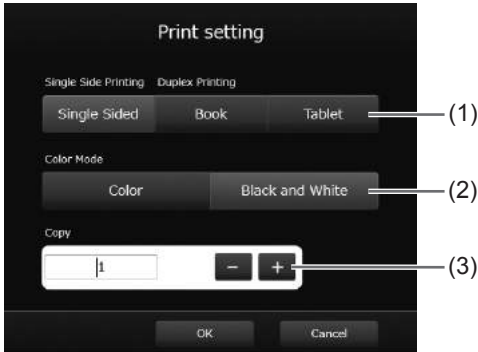 Print setting
Single Side Printing Duplex Printing
Single Sided Book Tablet (1)
Color Mode
Color Black and White (2)
Copy
1 − + (3)
OK Cancel